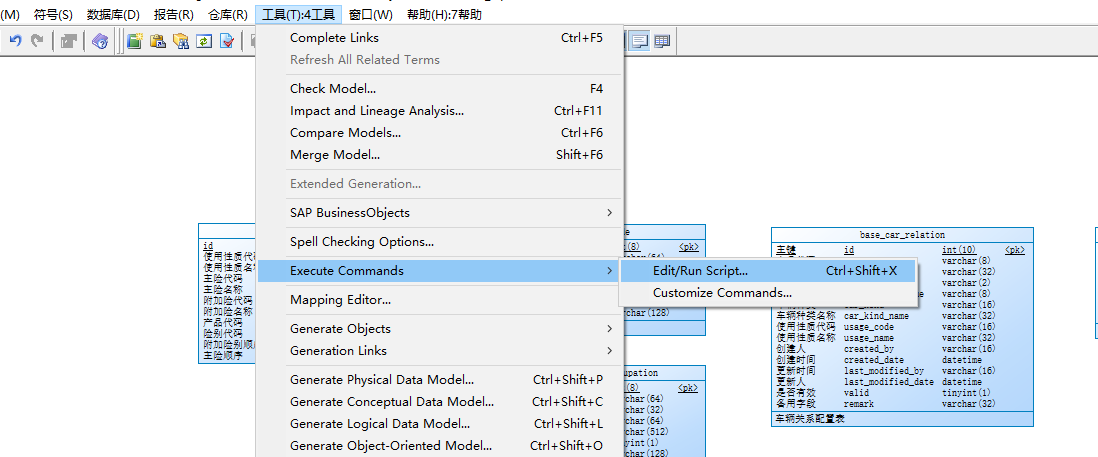 (M) 符号(S) 数据库(D) 报告(R) 仓库(R) 工具(T):4工具 窗口(W) 帮助(H):7帮助
Complete Links Ctrl+F5
Refresh All Related Terms
Check Model... F4
Impact and Lineage Analysis... Ctrl+F11
Compare Models... Ctrl+F6
Merge Model... Shift+F6
Extended Generation...
SAP BusinessObjects
Spell Checking Options...
Execute Commands
Mapping Editor...
Generate Objects
Generation Links
Generate Physical Data Model... Ctrl+Shift+P
Generate Conceptual Data Model... Ctrl+Shift+C
Generate Logical Data Model... Ctrl+Shift+L
Generate Object-Oriented Model... Ctrl+Shift+O
Edit/Run Script... Ctrl+Shift+X
Customize Commands...
id
使用性质代码
使用性质名
主险代码
主险名称
附加险代码
附加险名称
产品代码
险别代码
附加险别顺
主险顺序
(8) <pk>
char(128)
upation
(8) <pk>
char(64)
char(32)
char(64)
char(512)
nyint(1)
char(128)
base_car_relation
主键 id int(10) <pk>
varchar(8)
varchar(32)
varchar(2)
varchar(8)
varchar(16)
车辆种类名称 car_kind_name varchar(32)
使用性质代码 usage_code varchar(16)
使用性质名称 usage_name varchar(32)
创建人 created_by varchar(16)
创建时间 created_date datetime
更新时间 last_modified_by varchar(16)
更新人 last_modified_date datetime
是否有效 valid tinyint(1)
备用字段 remark varchar(32)
车辆关系配置表